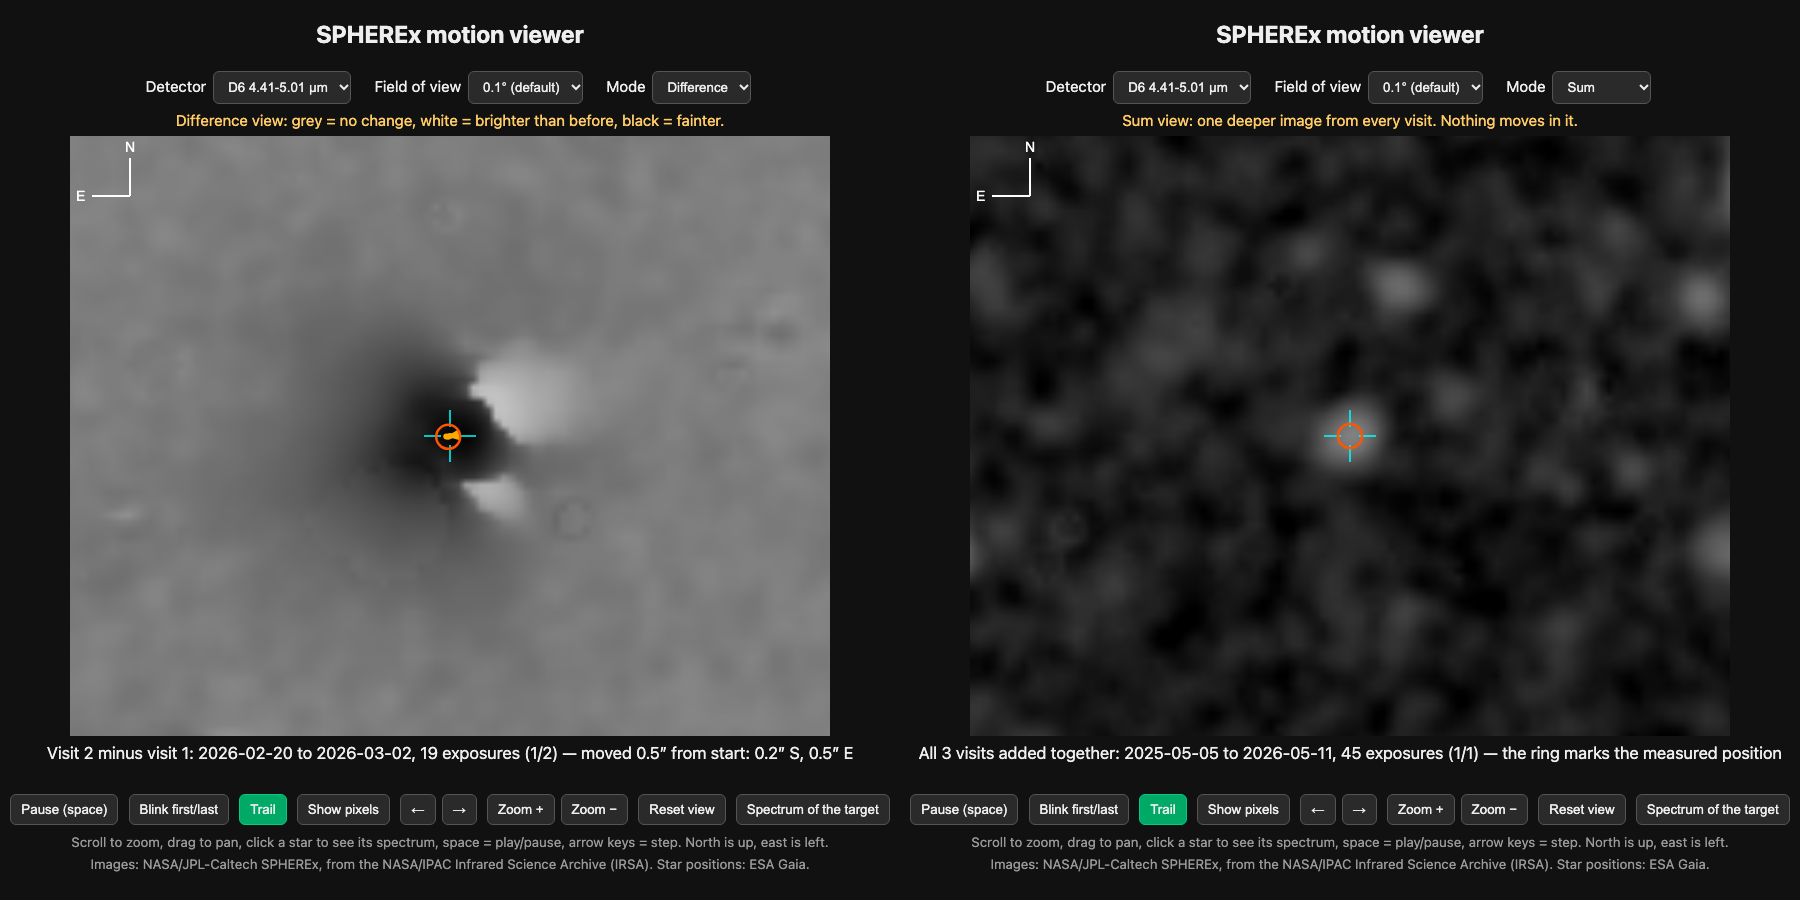 SPHEREx motion viewer
Detector D6 4.41-5.01 µm Field of view 0.1° (default) Mode Difference
Difference view: grey = no change, white = brighter than before, black = fainter.
N
E
Visit 2 minus visit 1: 2026-02-20 to 2026-03-02, 19 exposures (1/2) — moved 0.5″ from start: 0.2″ S, 0.5″ E
Pause (space) Blink first/last Trail Show pixels ← → Zoom + Zoom − Reset view Spectrum of the target
Scroll to zoom, drag to pan, click a star to see its spectrum, space = play/pause, arrow keys = step. North is up, east is left.
Images: NASA/JPL-Caltech SPHEREx, from the NASA/IPAC Infrared Science Archive (IRSA). Star positions: ESA Gaia.
SPHEREx motion viewer
Detector D6 4.41-5.01 µm Field of view 0.1° (default) Mode Sum
Sum view: one deeper image from every visit. Nothing moves in it.
N
E
All 3 visits added together: 2025-05-05 to 2026-05-11, 45 exposures (1/1) — the ring marks the measured position
Pause (space) Blink first/last Trail Show pixels ← → Zoom + Zoom − Reset view Spectrum of the target
Scroll to zoom, drag to pan, click a star to see its spectrum, space = play/pause, arrow keys = step. North is up, east is left.
Images: NASA/JPL-Caltech SPHEREx, from the NASA/IPAC Infrared Science Archive (IRSA). Star positions: ESA Gaia.